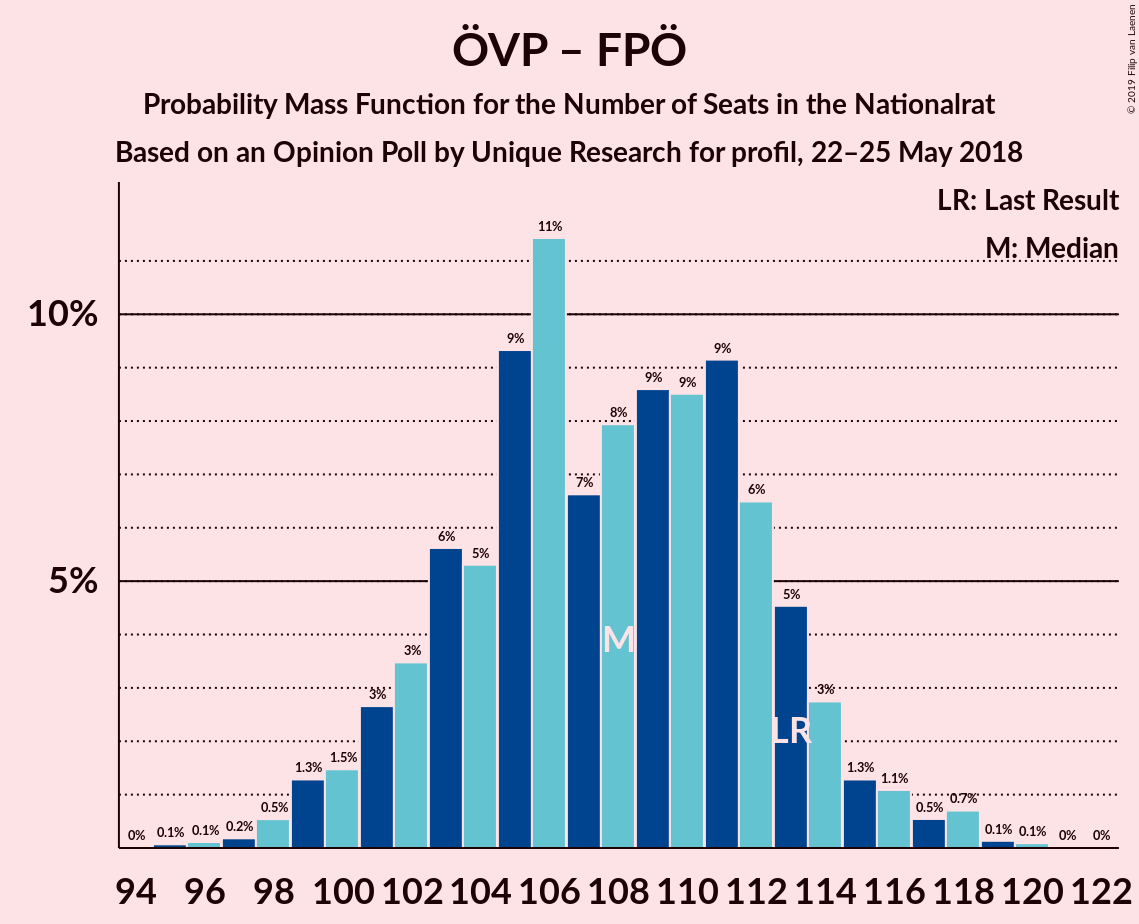 ÖVP – FPÖ
Probability Mass Function for the Number of Seats in the Nationalrat
Based on an Opinion Poll by Unique Research for profil, 22–25 May 2018
© 2019 Filip van Laenen
LR: Last Result
M: Median
10%
5%
0% 0.1% 0.1% 0.2% 0.5% 1.3% 1.5% 3% 3% 6% 5% 9% 11% 7% 8% 9% 9% 9% 6% 5% 3% 1.3% 1.1% 0.5% 0.7% 0.1% 0.1% 0% 0%
M
LR
94 96 98 100 102 104 106 108 110 112 114 116 118 120 122